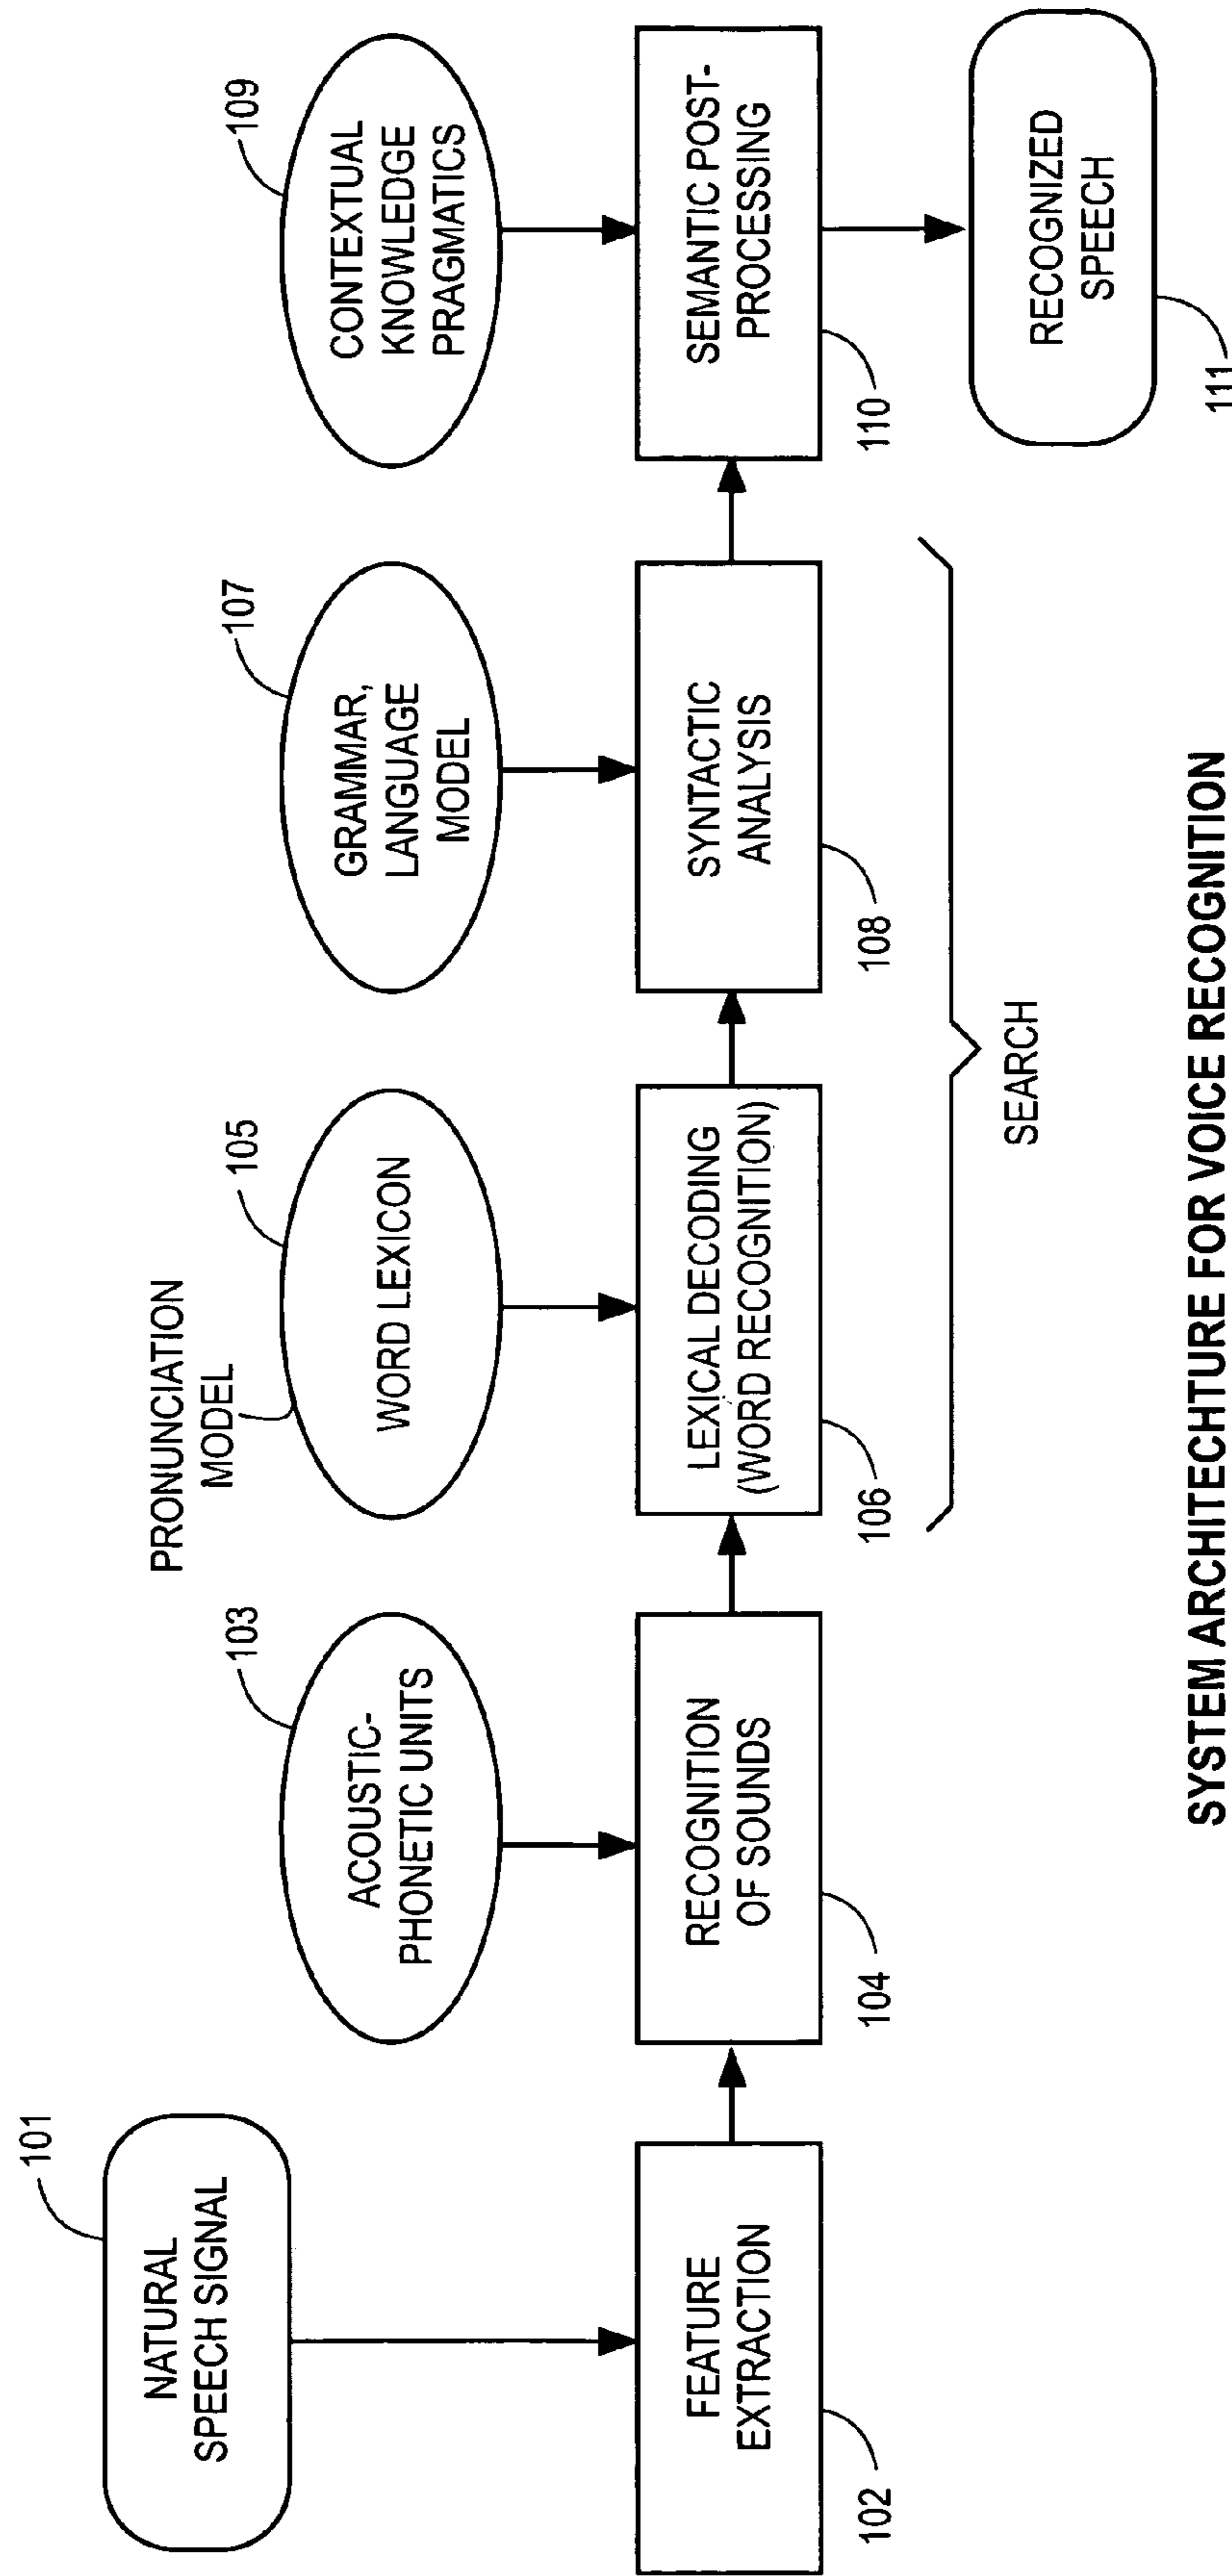 101
NATURAL
SPEECH SIGNAL
FEATURE
EXTRACTION
102
103
ACOUSTIC-
PHONETIC UNITS
RECOGNITION
OF SOUNDS
104
PRONUNCIATION
MODEL
105
WORD LEXICON
LEXICAL DECODING
(WORD RECOGNITION)
106
107
GRAMMAR,
LANGUAGE
MODEL
SYNTACTIC
ANALYSIS
108
SEARCH
109
CONTEXTUAL
KNOWLEDGE
PRAGMATICS
SEMANTIC POST-
PROCESSING
110
RECOGNIZED
SPEECH
111
SYSTEM ARCHITECHTURE FOR VOICE RECOGNITION